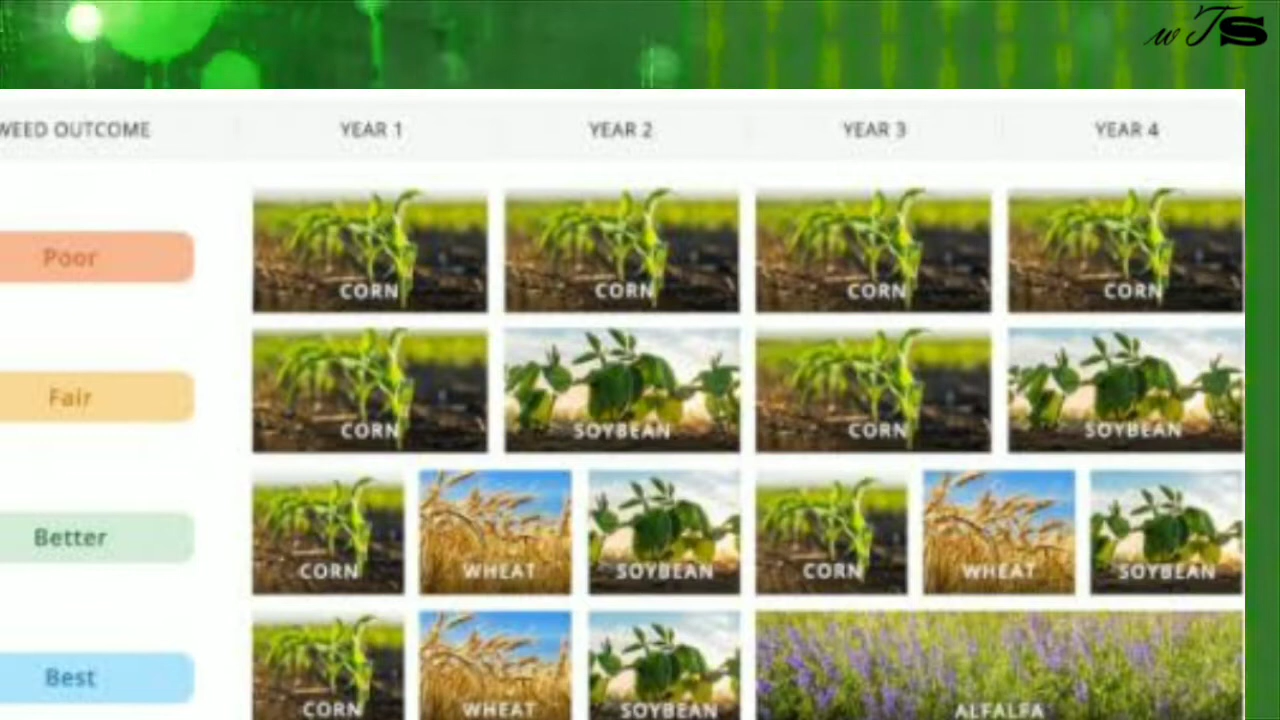 wTS
WEED OUTCOME YEAR 1 YEAR 2 YEAR 3 YEAR 4
Poor CORN CORN CORN CORN
Fair CORN SOYBEAN CORN SOYBEAN
Better CORN WHEAT SOYBEAN CORN WHEAT SOYBEAN
Best CORN WHEAT SOYBEAN ALFALFA